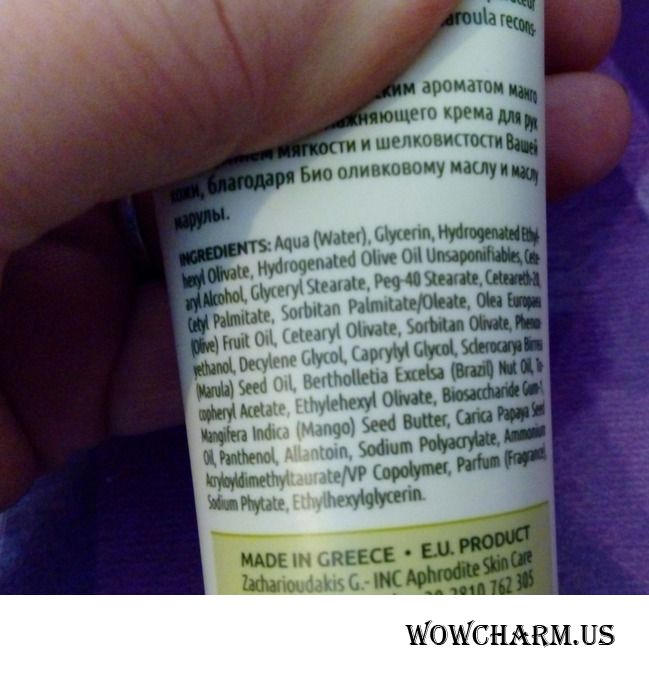 aroula recons-
ским ароматом манго
жняющего крема для рук
мягкости и шелковистости Вашей
кожи, благодаря Био оливковому маслу и маслу
марулы.
INGREDIENTS: Aqua (Water), Glycerin, Hydrogenated Ethyl-
hexyl Olivate, Hydrogenated Olive Oil Unsaponifiables, Cete-
aryl Alcohol, Glyceryl Stearate, Peg-40 Stearate, Ceteareth-20,
Cetyl Palmitate, Sorbitan Palmitate/Oleate, Olea Europaea
(Olive) Fruit Oil, Cetearyl Olivate, Sorbitan Olivate, Pheno-
xyethanol, Decylene Glycol, Caprylyl Glycol, Sclerocarya Birrea
(Marula) Seed Oil, Bertholletia Excelsa (Brazil) Nut Oil, To-
copheryl Acetate, Ethylehexyl Olivate, Biosaccharide Gum-1,
Mangifera Indica (Mango) Seed Butter, Carica Papaya Seed
Oil, Panthenol, Allantoin, Sodium Polyacrylate, Ammonium
Acryloyldimethyltaurate/VP Copolymer, Parfum (Fragrance),
Sodium Phytate, Ethylhexylglycerin.
MADE IN GREECE • E.U. PRODUCT
Zacharioudakis G.- INC Aphrodite Skin Care
30 2810 762 305
WOWCHARM.US